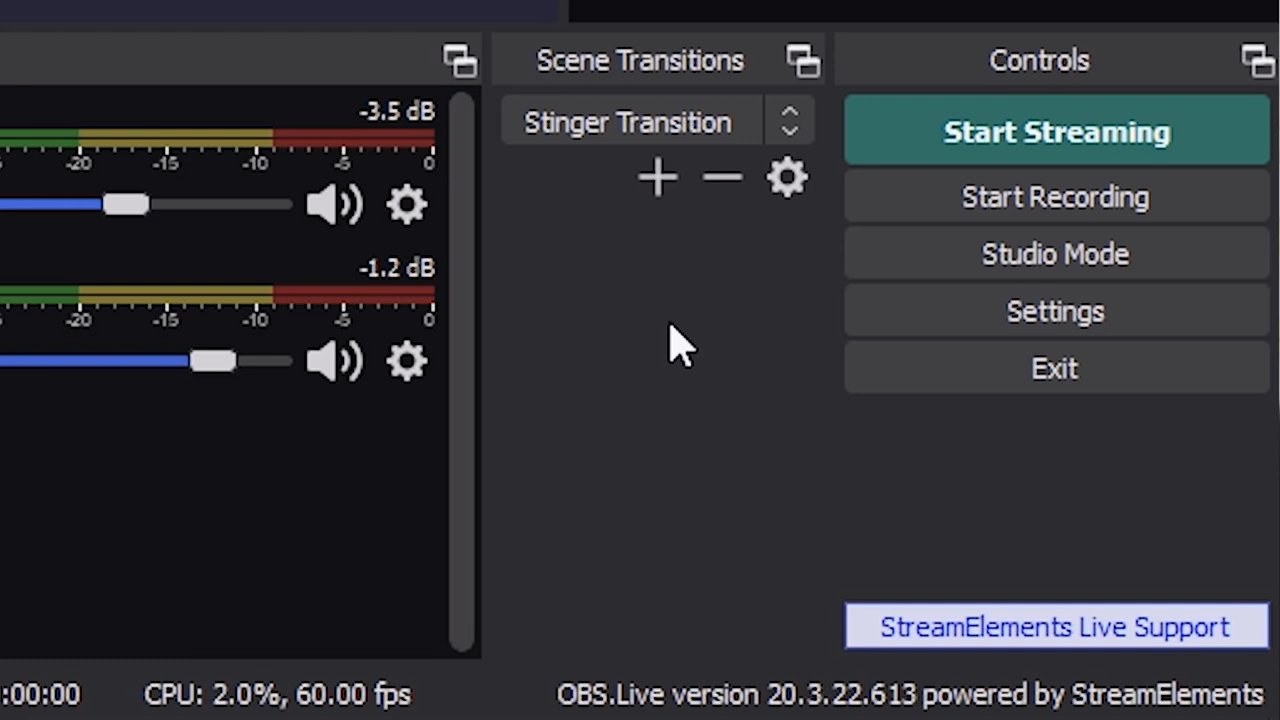 Scene Transitions
Controls
-3.5 dB
-20 -15 -10 -5 0
-1.2 dB
-20 -15 -10 -5 0
Stinger Transition
Start Streaming
Start Recording
Studio Mode
Settings
Exit
StreamElements Live Support
:00:00
CPU: 2.0%, 60.00 fps
OBS.Live version 20.3.22.613 powered by StreamElements